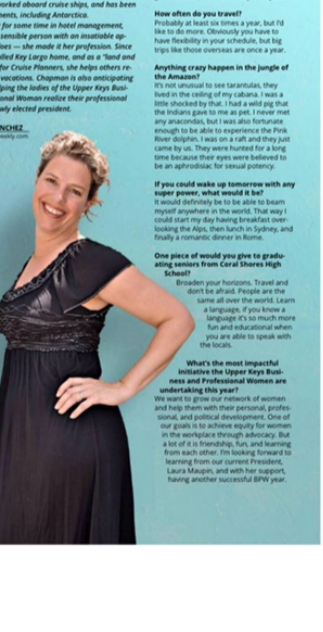 worked aboard cruise ships, and has been
ments, including Antarctica.
for some time in hotel management,
sensible person with an insatiable ap-
oes — she made it her profession. Since
lled Key Largo home, and as a "land and
for Cruise Planners, she helps others re-
vacations. Chapman is also anticipating
ping the ladies of the Upper Keys Busi-
onal Woman realize their professional
wly elected president.
NCHEZ
weekly.com
How often do you travel?
Probably at least six times a year, but I'd
like to do more. Obviously you have to
have flexibility in your schedule, but big
trips like those overseas are once a year.
Anything crazy happen in the jungle of
the Amazon?
It's not unusual to see tarantulas, they
lived in the ceiling of my cabana. I was a
little shocked by that. I had a wild pig that
the Indians gave to me as pet. I never met
any anacondas, but I was also fortunate
enough to be able to experience the Pink
River dolphin. I was on a raft and they just
came by us. They were hunted for a long
time because their eyes were believed to
be an aphrodisiac for sexual potency.
If you could wake up tomorrow with any
super power, what would it be?
It would definitely be to be able to beam
myself anywhere in the world. That way I
could start my day having breakfast over-
looking the Alps, then lunch in Sydney, and
finally a romantic dinner in Rome.
One piece of would you give to gradu-
ating seniors from Coral Shores High
School?
Broaden your horizons. Travel and
don't be afraid. People are the
same all over the world. Learn
a language, if you know a
language it's so much more
fun and educational when
you are able to speak with
the locals.
What's the most impactful
initiative the Upper Keys Busi-
ness and Professional Women are
undertaking this year?
We want to grow our network of women
and help them with their personal, profes-
sional, and political development. One of
our goals is to achieve equity for women
in the workplace through advocacy. But
a lot of it is friendship, fun, and learning
from each other. I'm looking forward to
learning from our current President,
Laura Maupin, and with her support,
having another successful BPW year.